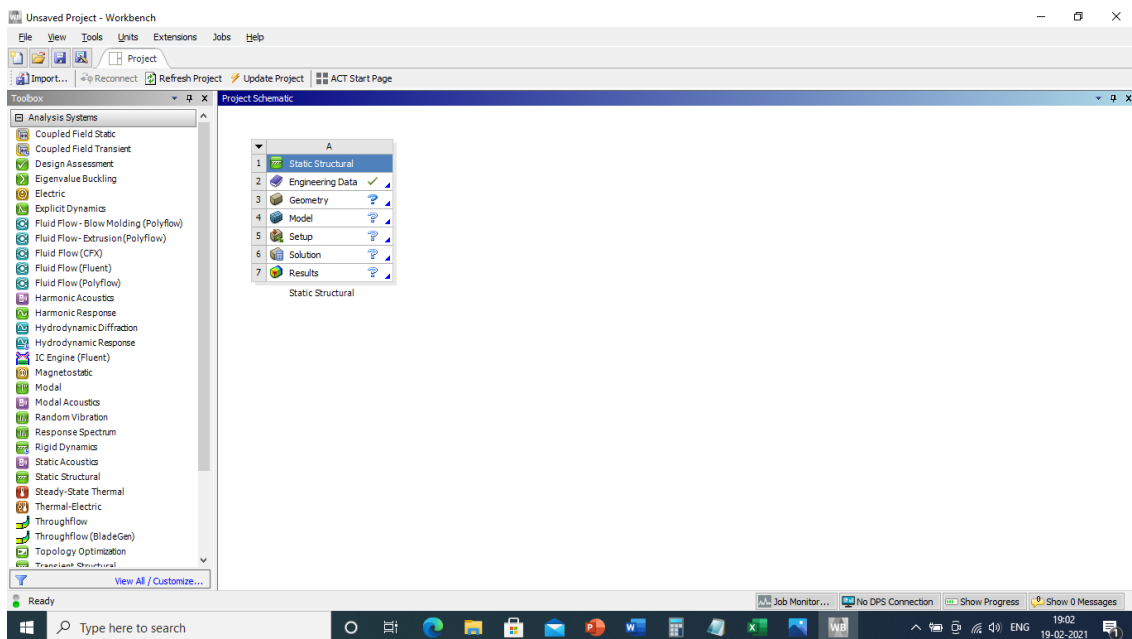 WB Unsaved Project - Workbench
File View Tools Units Extensions Jobs Help
Project
Import... Reconnect Refresh Project Update Project ACT Start Page
Toolbox
Project Schematic
Analysis Systems
Coupled Field Static
Coupled Field Transient
Design Assessment
Eigenvalue Buckling
Electric
Explicit Dynamics
Fluid Flow - Blow Molding (Polyflow)
Fluid Flow - Extrusion (Polyflow)
Fluid Flow (CFX)
Fluid Flow (Fluent)
Fluid Flow (Polyflow)
Harmonic Acoustics
Harmonic Response
Hydrodynamic Diffraction
Hydrodynamic Response
IC Engine (Fluent)
Magnetostatic
Modal
Modal Acoustics
Random Vibration
Response Spectrum
Rigid Dynamics
Static Acoustics
Static Structural
Steady-State Thermal
Thermal-Electric
Throughflow
Throughflow (BladeGen)
Topology Optimization
Transient Structural
View All / Customize...
A
1 Static Structural
2 Engineering Data
3 Geometry ?
4 Model ?
5 Setup ?
6 Solution ?
7 Results ?
Static Structural
Ready
Job Monitor... No DPS Connection Show Progress Show 0 Messages
Type here to search
WB
ENG
19:02
19-02-2021